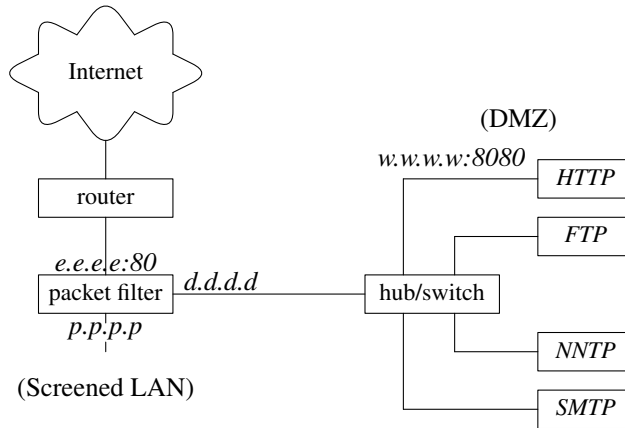 Internet
(DMZ)
w.w.w.w:8080
HTTP
router
FTP
e.e.e.e:80
packet filter
d.d.d.d
hub/switch
p.p.p.p
NNTP
(Screened LAN)
SMTP